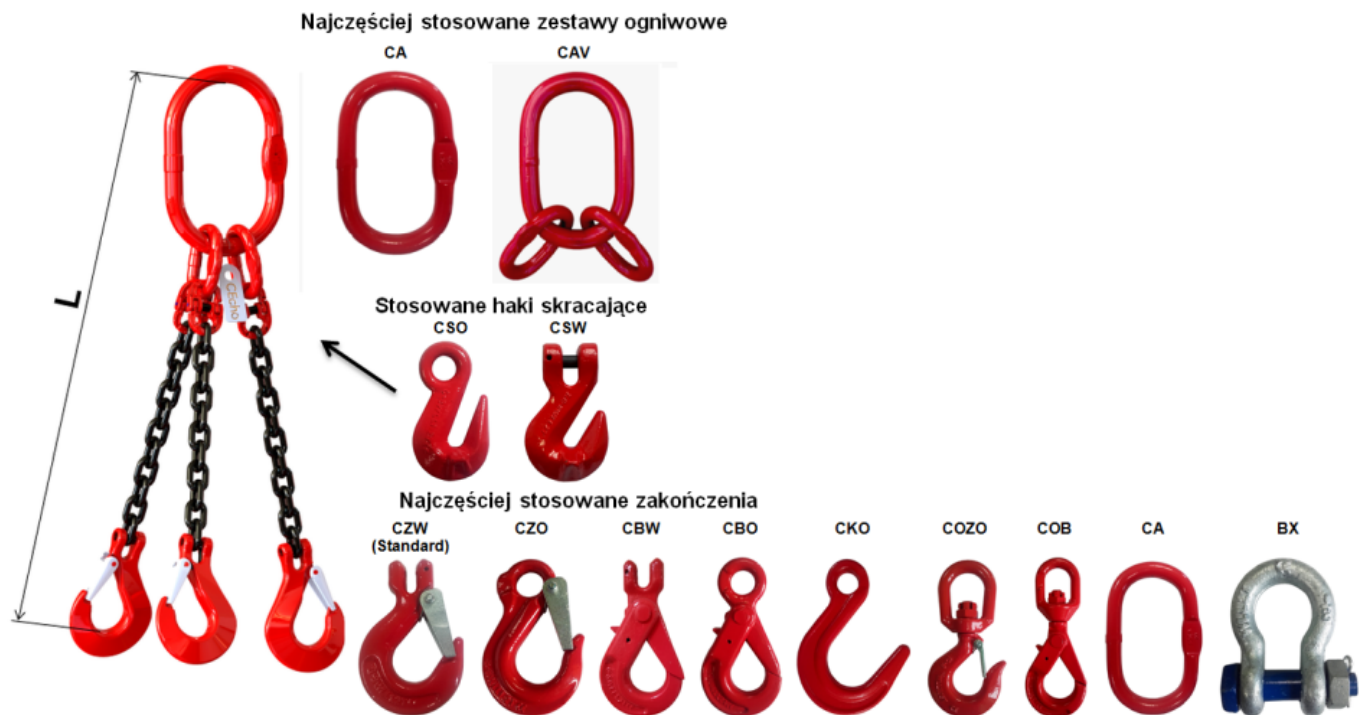 Najczęściej stosowane zestawy ogniwowe
CA CAV
L
Stosowane haki skracające
CSO CSW
Najczęściej stosowane zakończenia
CZW CZO CBW CBO CKO COZO COB CA BX
(Standard)